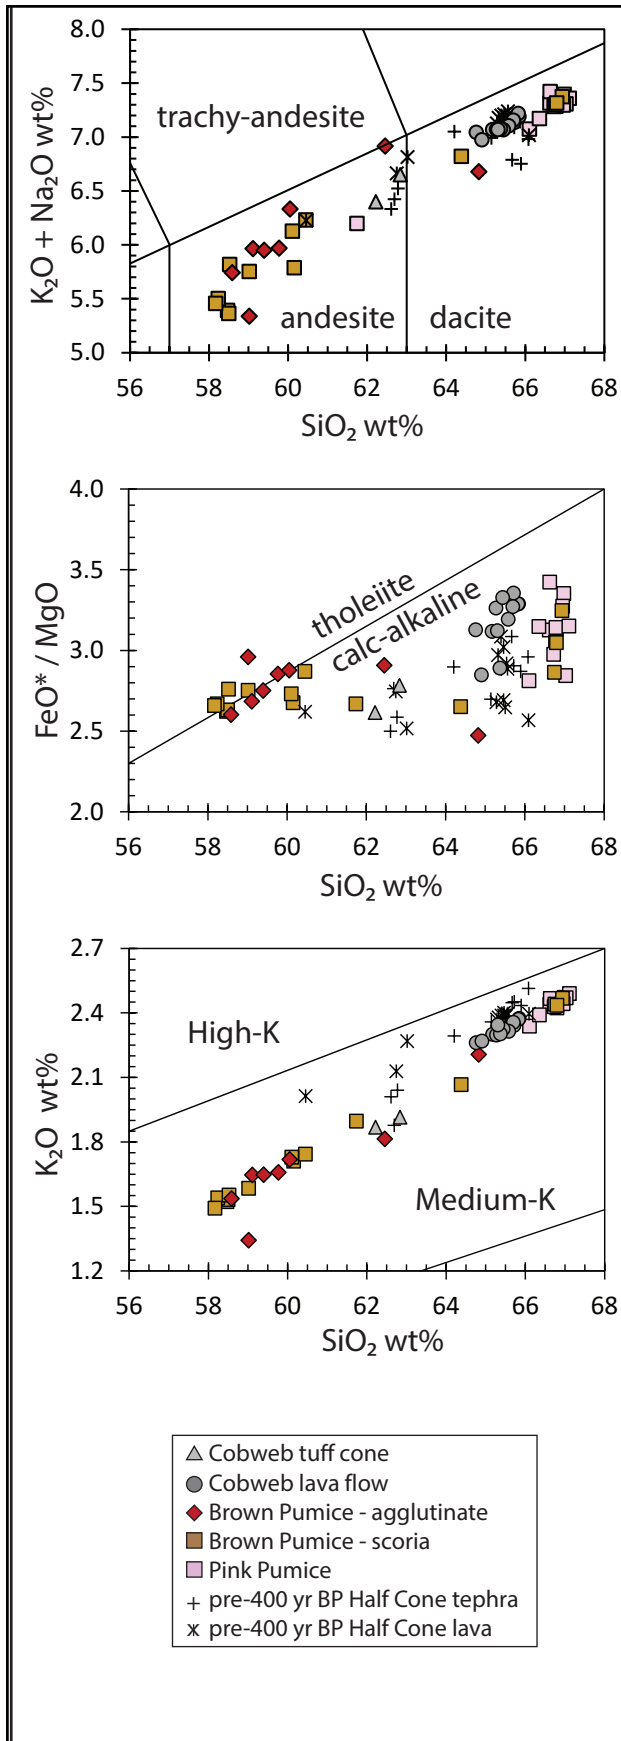 8.0
7.5
7.0
6.5
6.0
5.5
5.0
K₂O + Na₂O wt%
trachy-andesite
andesite
dacite
56 58 60 62 64 66 68
SiO₂ wt%
4.0
3.5
3.0
2.5
2.0
FeO* / MgO
tholeiite
calc-alkaline
56 58 60 62 64 66 68
SiO₂ wt%
2.7
2.4
2.1
1.8
1.5
1.2
K₂O wt%
High-K
Medium-K
56 58 60 62 64 66 68
SiO₂ wt%
Cobweb tuff cone
Cobweb lava flow
Brown Pumice - agglutinate
Brown Pumice - scoria
Pink Pumice
pre-400 yr BP Half Cone tephra
pre-400 yr BP Half Cone lava